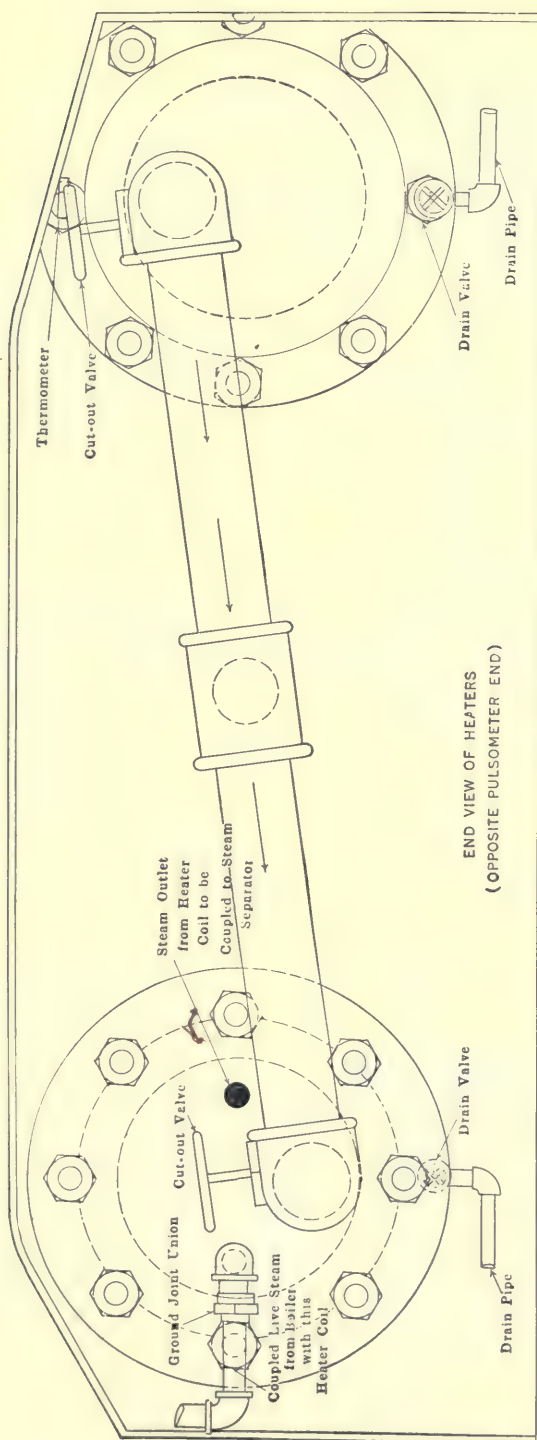 Thermometer
Cut-out Valve
Drain Valve
Drain Pipe
Steam Outlet
from Heater
Coil to be
Coupled to Steam
Separator
END VIEW OF HEATERS
(OPPOSITE PULSOMETER END)
Cut-out Valve
Ground Joint Union
Coupled Live Steam
from Boiler
with this
Heater Coil
Drain Valve
Drain Pipe